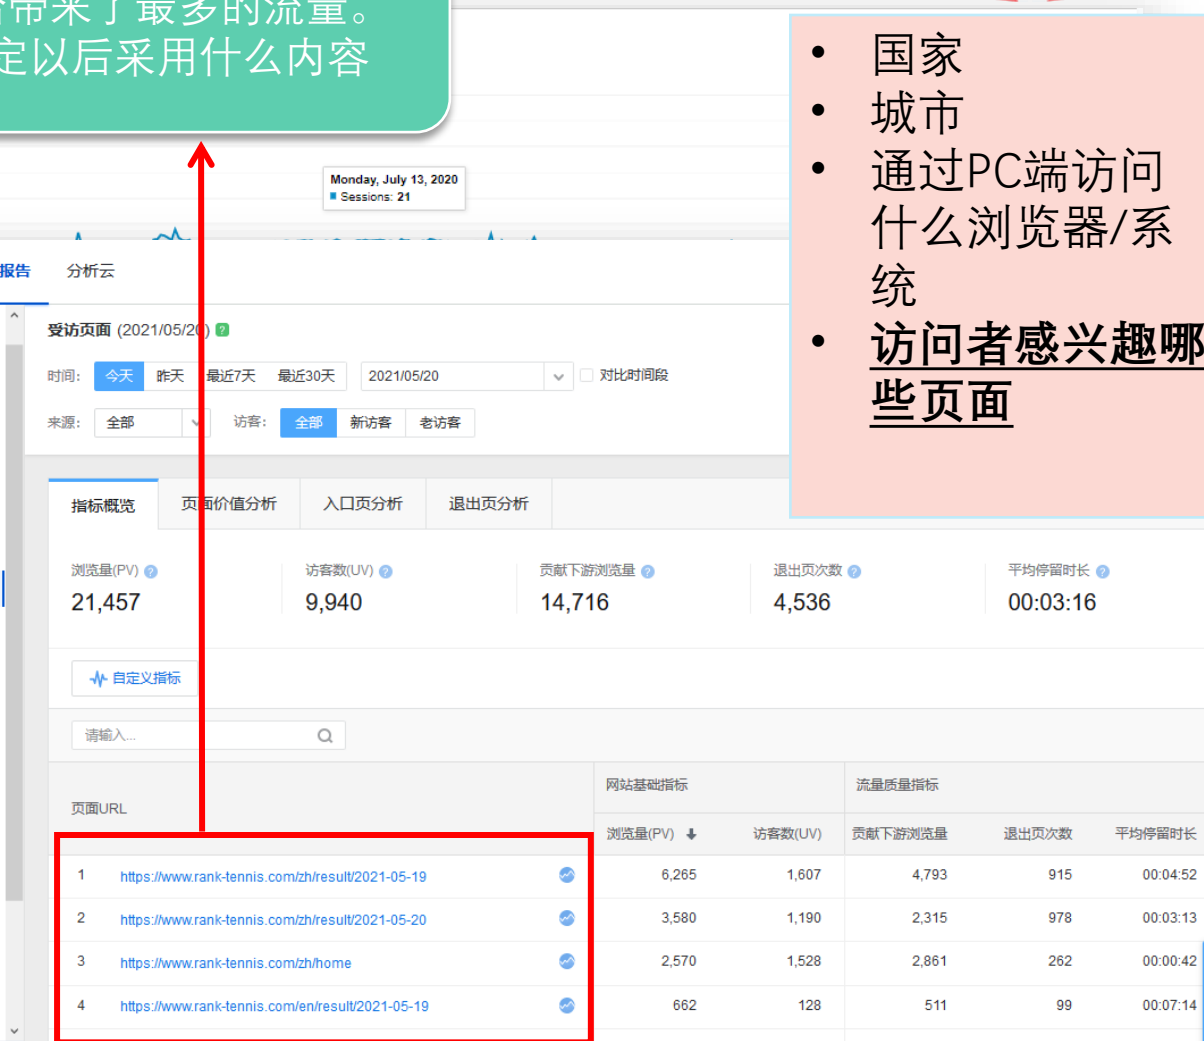 带来了最多的流量。
定以后采用什么内容
• 国家
• 城市
• 通过PC端访问
什么浏览器/系
统
• 访问者感兴趣哪
些页面
Monday, July 13, 2020
Sessions: 21
报告 分析云
受访页面 (2021/05/20) ?
时间: 今天 昨天 最近7天 最近30天 2021/05/20 对比时间段
来源: 全部 访客: 全部 新访客 老访客
指标概览 页面价值分析 入口页分析 退出页分析
浏览量(PV) ? 访客数(UV) ? 贡献下游浏览量 ? 退出页次数 ? 平均停留时长 ?
21,457 9,940 14,716 4,536 00:03:16
自定义指标
请输入...
网站基础指标 流量质量指标
页面URL
浏览量(PV) 访客数(UV) 贡献下游浏览量 退出页次数 平均停留时长
1 https://www.rank-tennis.com/zh/result/2021-05-19 6,265 1,607 4,793 915 00:04:52
2 https://www.rank-tennis.com/zh/result/2021-05-20 3,580 1,190 2,315 978 00:03:13
3 https://www.rank-tennis.com/zh/home 2,570 1,528 2,861 262 00:00:42
4 https://www.rank-tennis.com/en/result/2021-05-19 662 128 511 99 00:07:14